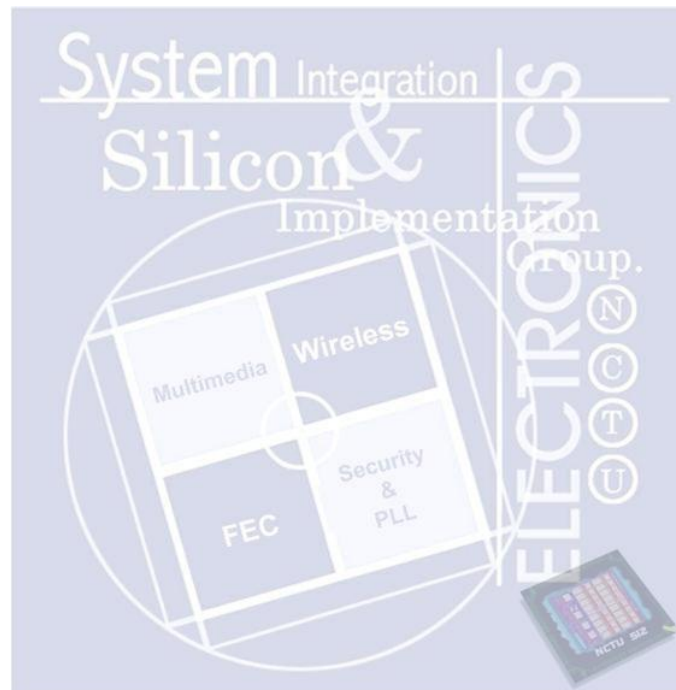 System Integration
&
Silicon
Implementation
Group.
ELECTRONICS
N
C
T
U
Multimedia
Wireless
FEC
Security
&
PLL
NCTU SI2